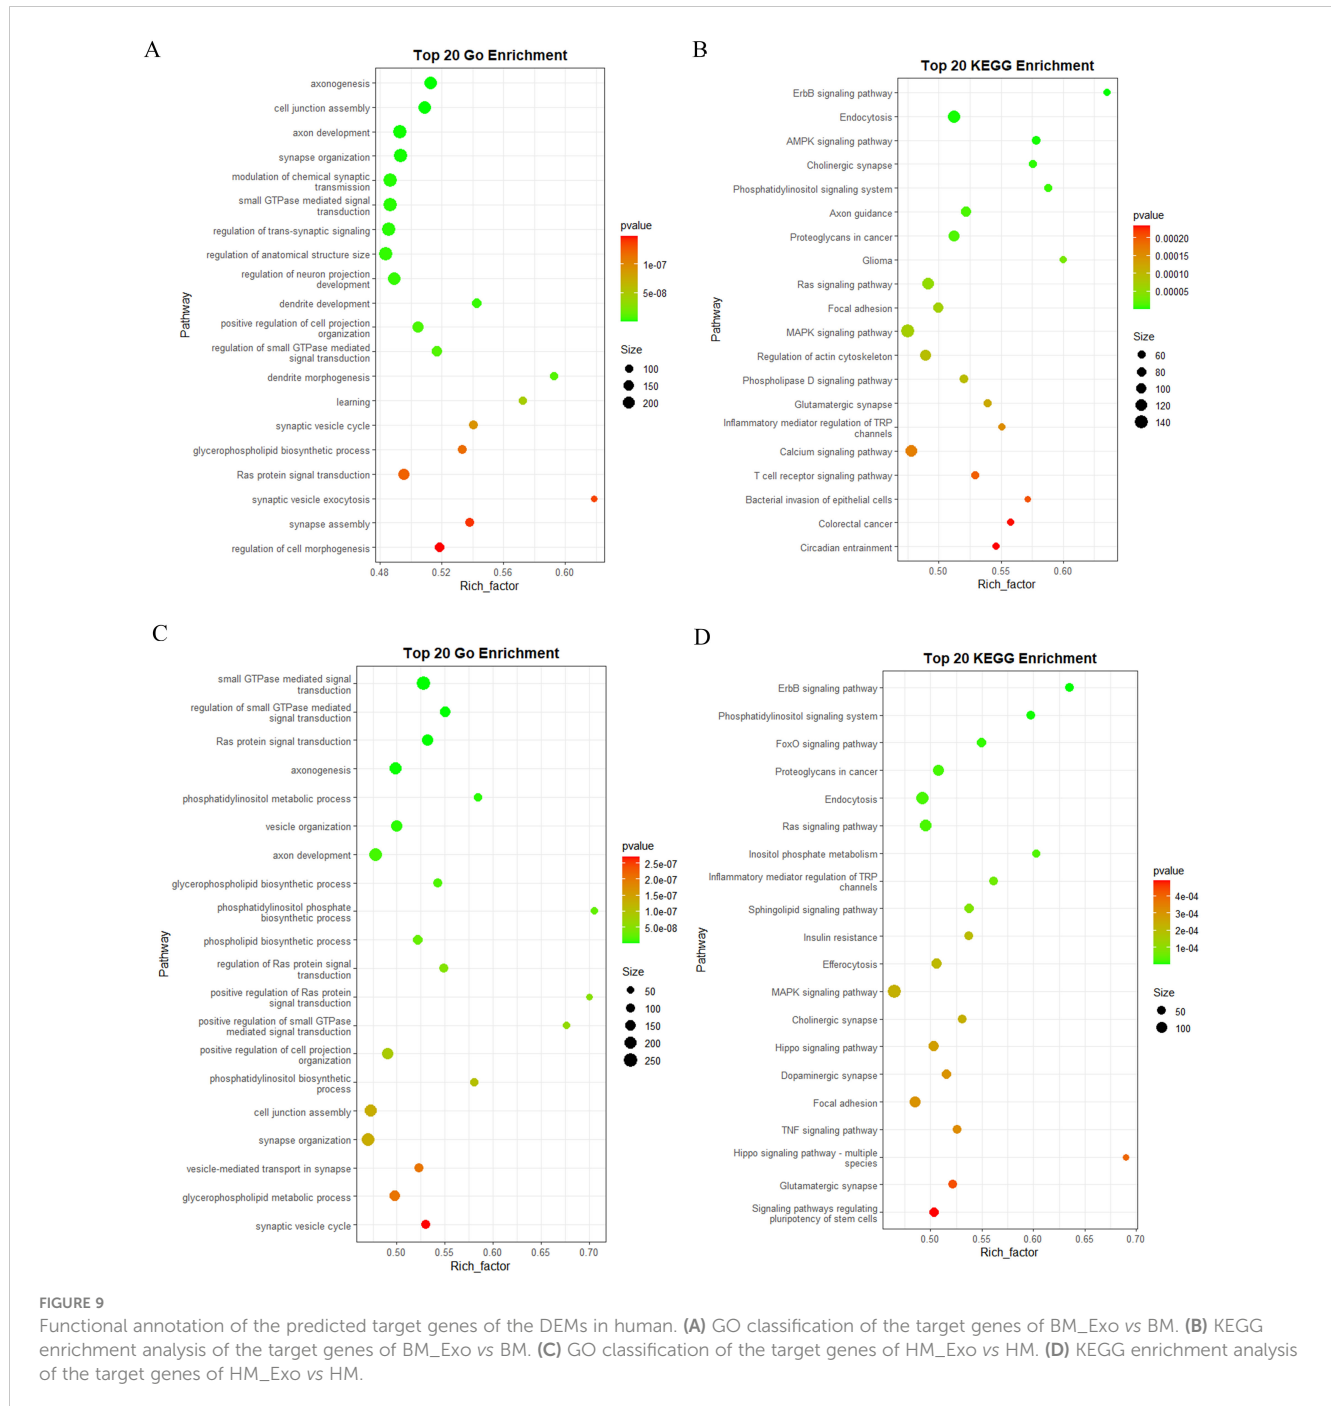 A
Top 20 Go Enrichment
axonogenesis
cell junction assembly
axon development
synapse organization
modulation of chemical synaptic
transmission
small GTPase mediated signal
transduction
regulation of trans-synaptic signaling
regulation of anatomical structure size
regulation of neuron projection
development
dendrite development
positive regulation of cell projection
organization
regulation of small GTPase mediated
signal transduction
dendrite morphogenesis
learning
synaptic vesicle cycle
glycerophospholipid biosynthetic process
Ras protein signal transduction
synaptic vesicle exocytosis
synapse assembly
regulation of cell morphogenesis
Pathway
0.48 0.52 0.56 0.60
Rich_factor
pvalue
1e-07
5e-08
Size
100
150
200
B
Top 20 KEGG Enrichment
ErbB signaling pathway
Endocytosis
AMPK signaling pathway
Cholinergic synapse
Phosphatidylinositol signaling system
Axon guidance
Proteoglycans in cancer
Glioma
Ras signaling pathway
Focal adhesion
MAPK signaling pathway
Regulation of actin cytoskeleton
Phospholipase D signaling pathway
Glutamatergic synapse
Inflammatory mediator regulation of TRP
channels
Calcium signaling pathway
T cell receptor signaling pathway
Bacterial invasion of epithelial cells
Colorectal cancer
Circadian entrainment
Pathway
0.50 0.55 0.60
Rich_factor
pvalue
0.00020
0.00015
0.00010
0.00005
Size
60
80
100
120
140
C
Top 20 Go Enrichment
small GTPase mediated signal
transduction
regulation of small GTPase mediated
signal transduction
Ras protein signal transduction
axonogenesis
phosphatidylinositol metabolic process
vesicle organization
axon development
glycerophospholipid biosynthetic process
phosphatidylinositol phosphate
biosynthetic process
phospholipid biosynthetic process
regulation of Ras protein signal
transduction
positive regulation of Ras protein
signal transduction
positive regulation of small GTPase
mediated signal transduction
positive regulation of cell projection
organization
phosphatidylinositol biosynthetic
process
cell junction assembly
synapse organization
vesicle-mediated transport in synapse
glycerophospholipid metabolic process
synaptic vesicle cycle
Pathway
0.50 0.55 0.60 0.65 0.70
Rich_factor
pvalue
2.5e-07
2.0e-07
1.5e-07
1.0e-07
5.0e-08
Size
50
100
150
200
250
D
Top 20 KEGG Enrichment
ErbB signaling pathway
Phosphatidylinositol signaling system
FoxO signaling pathway
Proteoglycans in cancer
Endocytosis
Ras signaling pathway
Inositol phosphate metabolism
Inflammatory mediator regulation of TRP
channels
Sphingolipid signaling pathway
Insulin resistance
Efferocytosis
MAPK signaling pathway
Cholinergic synapse
Hippo signaling pathway
Dopaminergic synapse
Focal adhesion
TNF signaling pathway
Hippo signaling pathway - multiple
species
Glutamatergic synapse
Signaling pathways regulating
pluripotency of stem cells
Pathway
0.50 0.55 0.60 0.65 0.70
Rich_factor
pvalue
4e-04
3e-04
2e-04
1e-04
Size
50
100
FIGURE 9
Functional annotation of the predicted target genes of the DEMs in human. (A) GO classification of the target genes of BM_Exo vs BM. (B) KEGG
enrichment analysis of the target genes of BM_Exo vs BM. (C) GO classification of the target genes of HM_Exo vs HM. (D) KEGG enrichment analysis
of the target genes of HM_Exo vs HM.